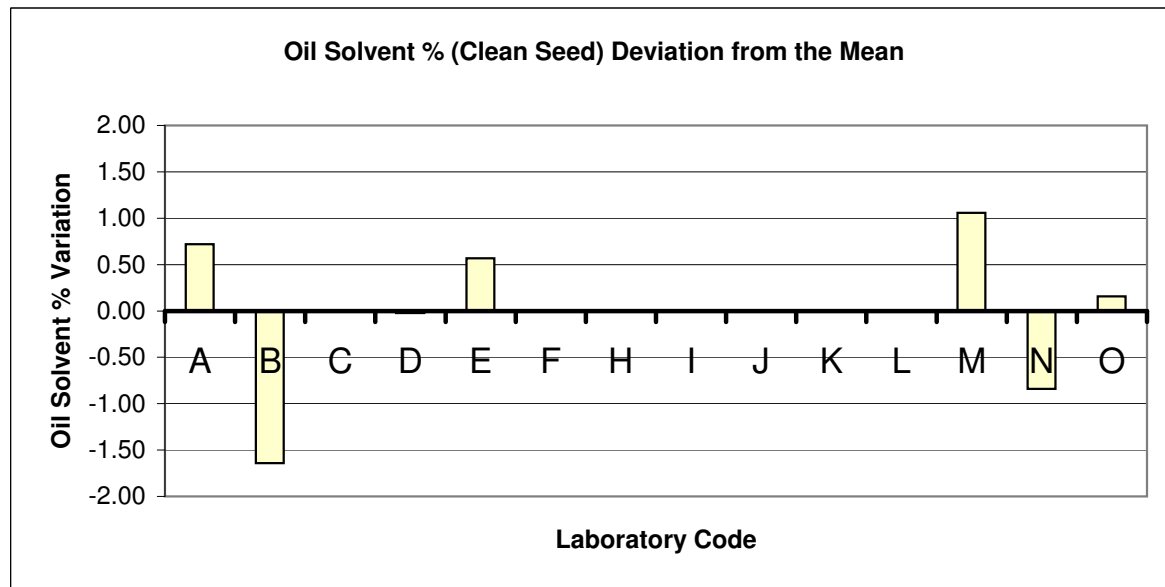 Oil Solvent % (Clean Seed) Deviation from the Mean
Oil Solvent % Variation
2.00
1.50
1.00
0.50
0.00
-0.50
-1.00
-1.50
-2.00
A B C D E F H I J K L M N O
Laboratory Code